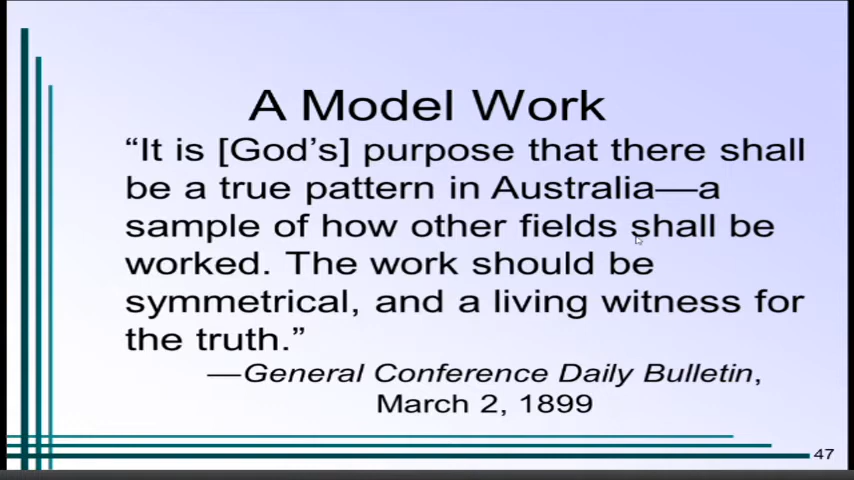 A Model Work
“It is [God’s] purpose that there shall
be a true pattern in Australia—a
sample of how other fields shall be
worked. The work should be
symmetrical, and a living witness for
the truth.”
—General Conference Daily Bulletin,
March 2, 1899
47